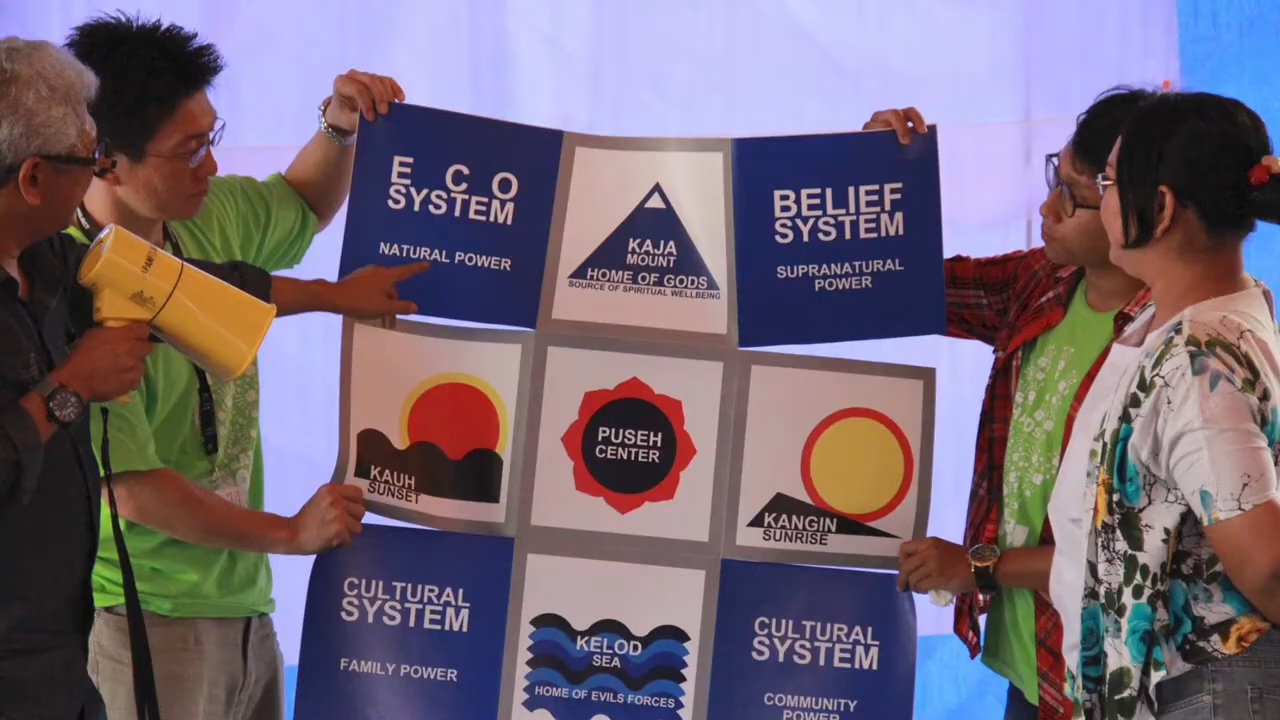 E C O
SYSTEM
NATURAL POWER
KAJA
MOUNT
HOME OF GODS
SOURCE OF SPIRITUAL WELLBEING
BELIEF
SYSTEM
SUPRANATURAL
POWER
KAUH
SUNSET
PUSEH
CENTER
KANGIN
SUNRISE
CULTURAL
SYSTEM
FAMILY POWER
KELOD
SEA
HOME OF EVILS FORCES
CULTURAL
SYSTEM
COMMUNITY
POWER